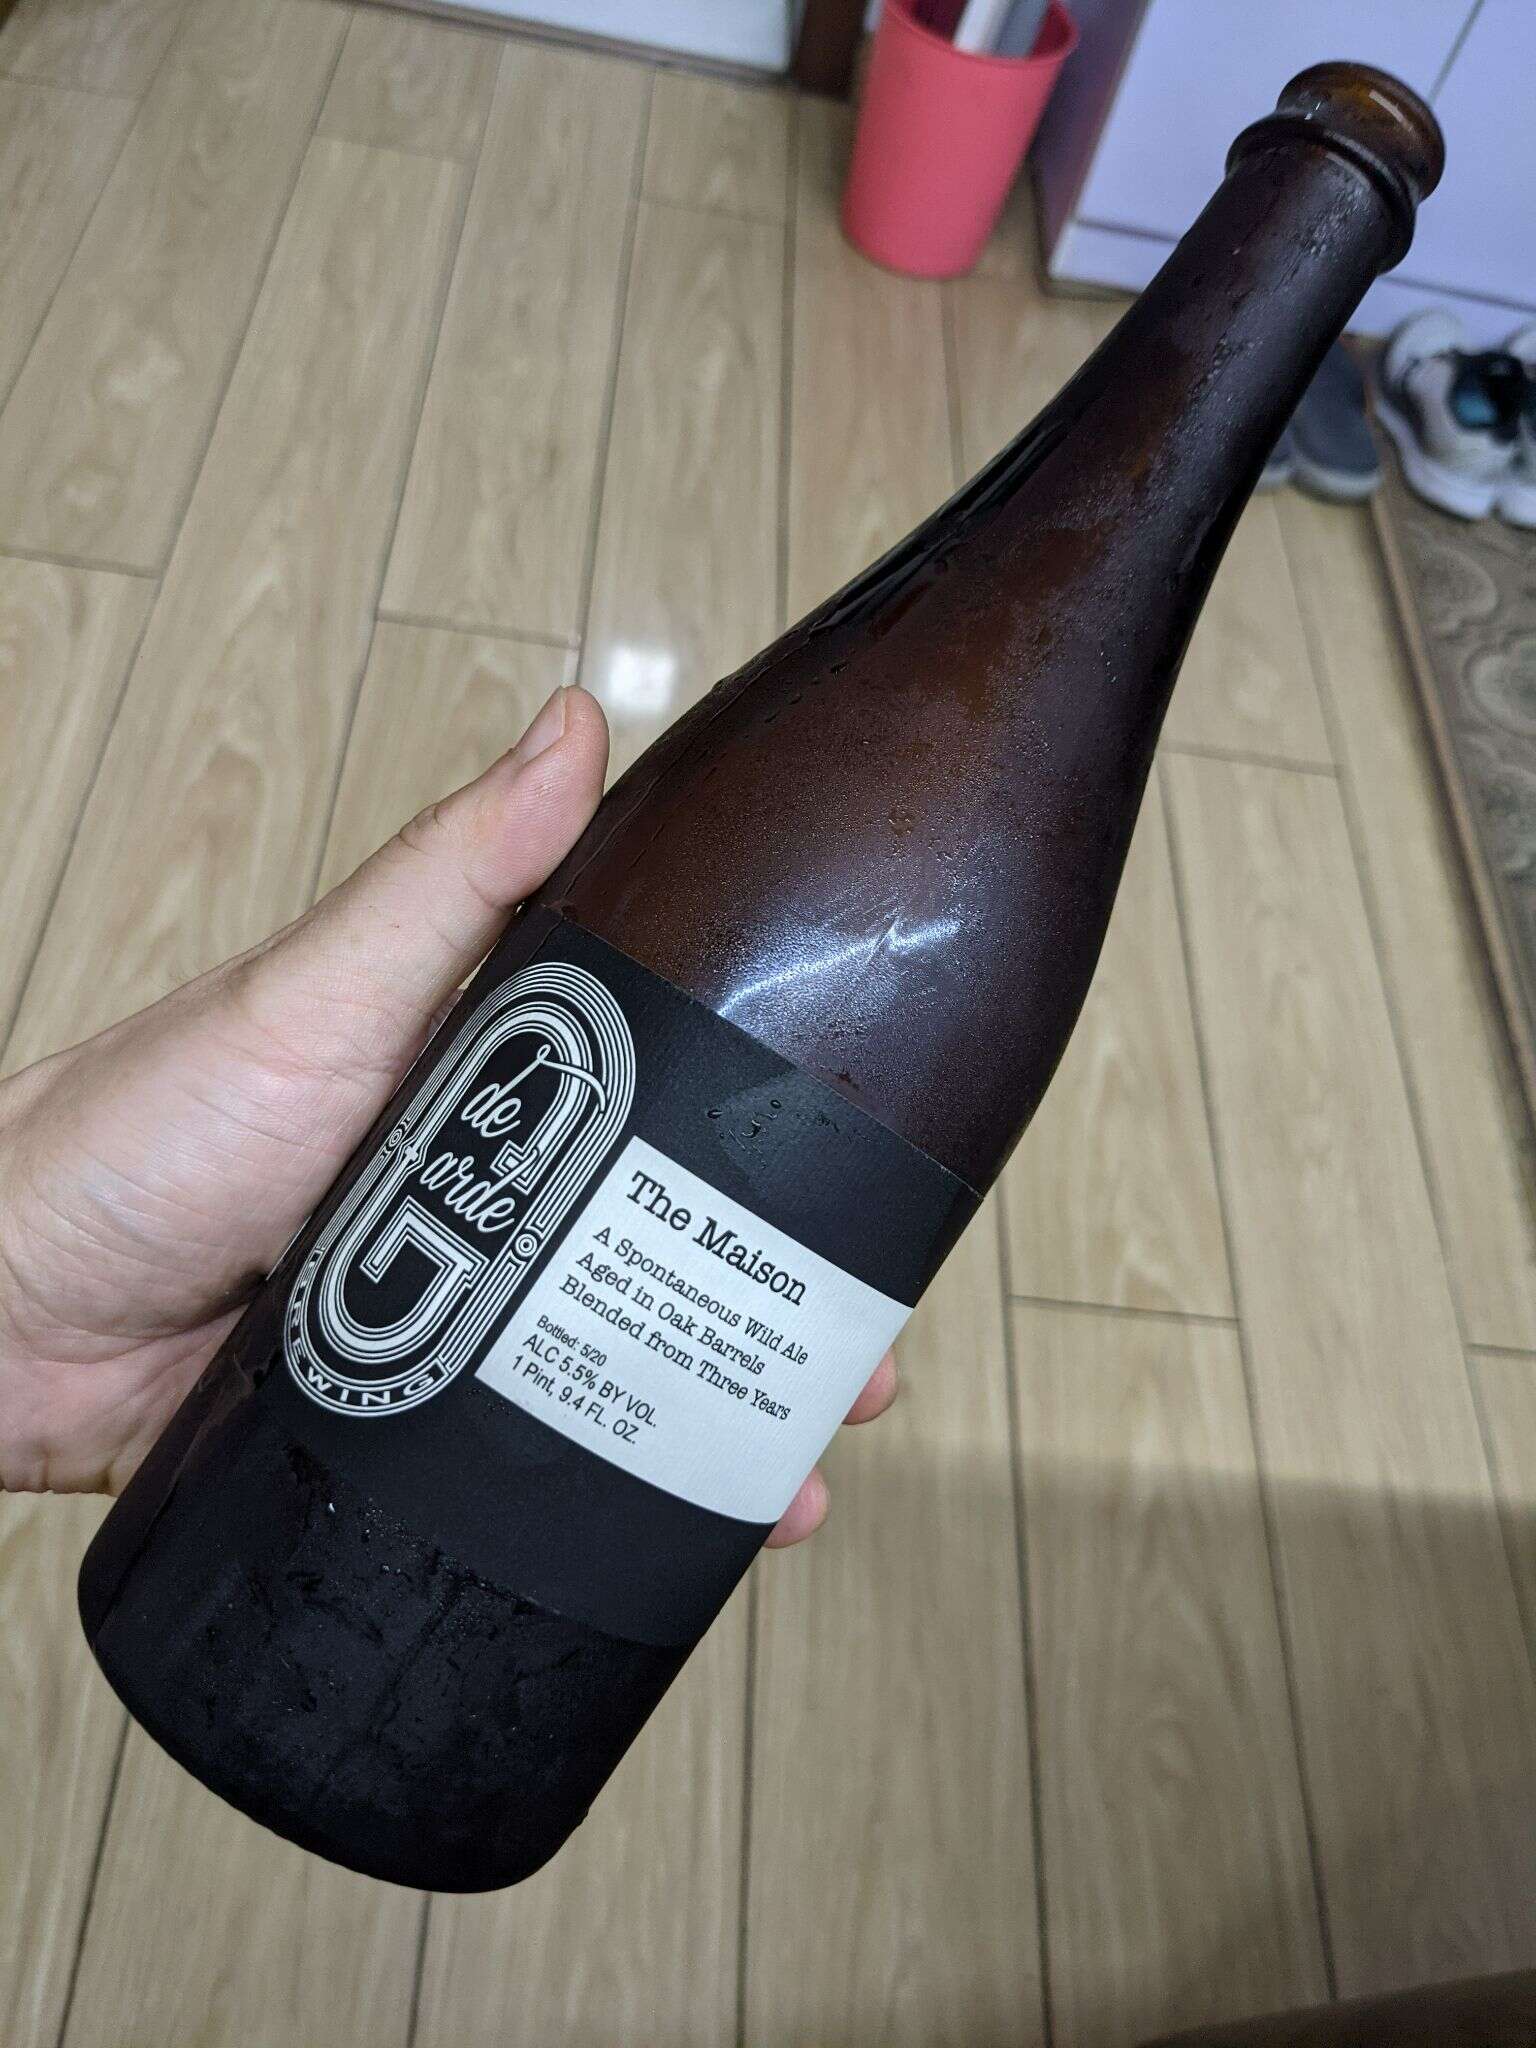 de
Garde
BREWING
The Maison
A Spontaneous Wild Ale
Aged in Oak Barrels
Blended from Three Years
Bottled: 5/20
ALC 5.5% BY VOL.
1 Pint, 9.4 FL. OZ.